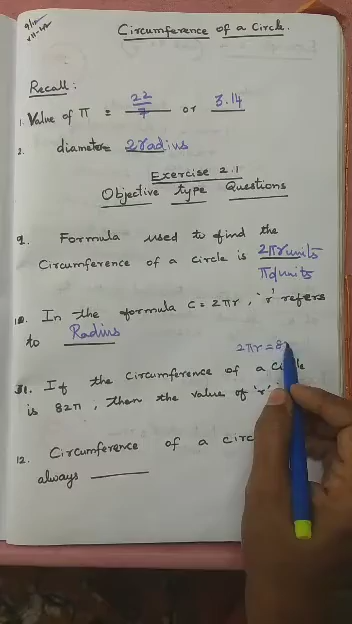 Circumference of a Circle.
Recall:
1. Value of π = 22/7 or 3.14
2. diameter = 2 radius
Exercise 2.1
Objective type Questions
9. Formula used to find the
Circumference of a circle is 2πr units
πd units
10. In the formula C = 2πr, 'r' refers
to Radius
2πr = 8
11. If the circumference of a circle
is 82π, then the value of 'r' is
12. Circumference of a circ
always